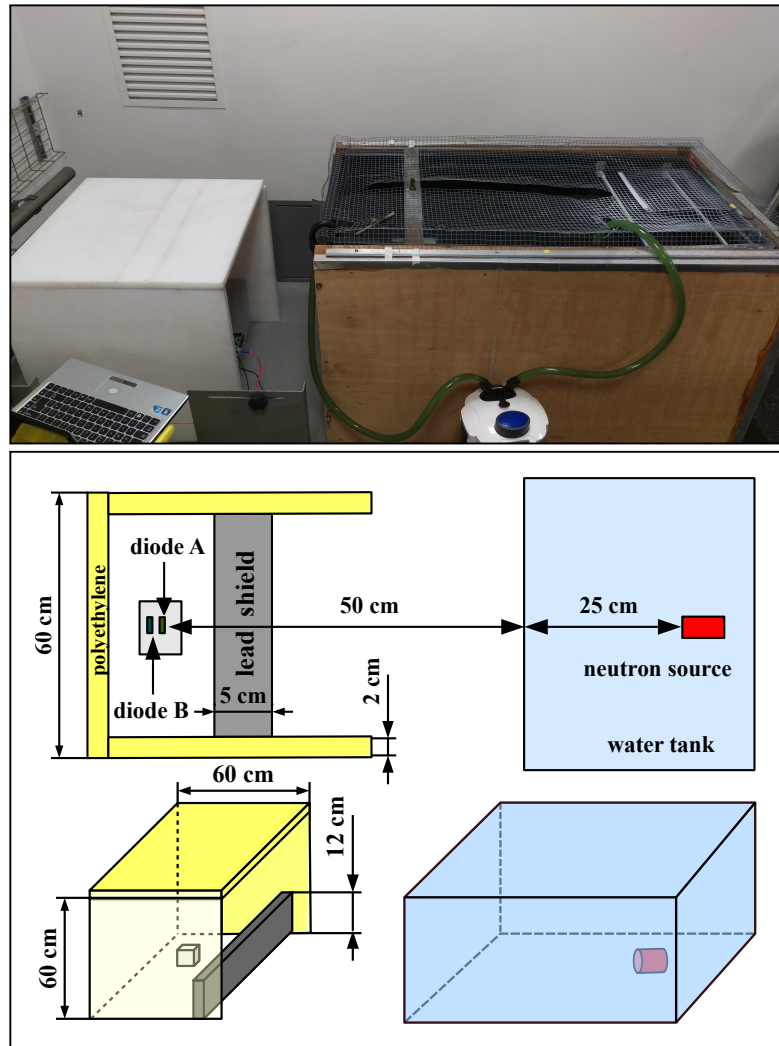 diode A
60 cm
polyethylene
lead shield
50 cm
25 cm
neutron source
5 cm
2 cm
diode B
water tank
60 cm
12 cm
60 cm